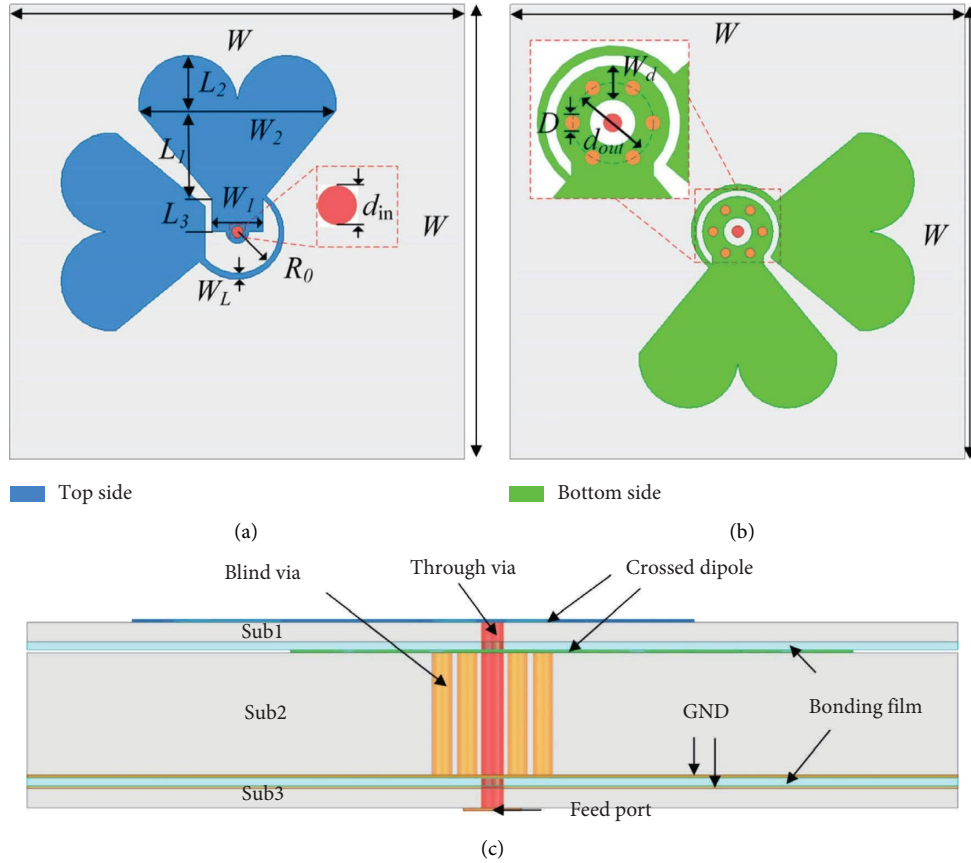 W
L2
W2
L1
W1
L3
din
W
R0
WL
Top side
(a)
W
Wd
D
dout
W
Bottom side
(b)
Blind via
Through via
Crossed dipole
Sub1
Sub2
GND
Bonding film
Sub3
Feed port
(c)